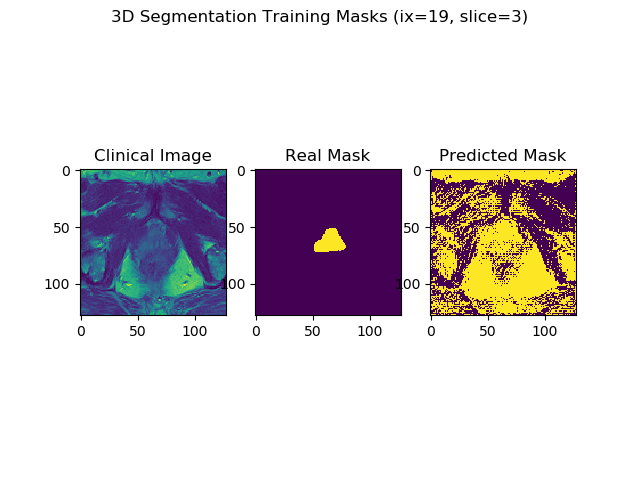 3D Segmentation Training Masks (ix=19, slice=3)
Clinical Image Real Mask Predicted Mask
0 0 0
50 50 50
100 100 100
0 50 100 0 50 100 0 50 100